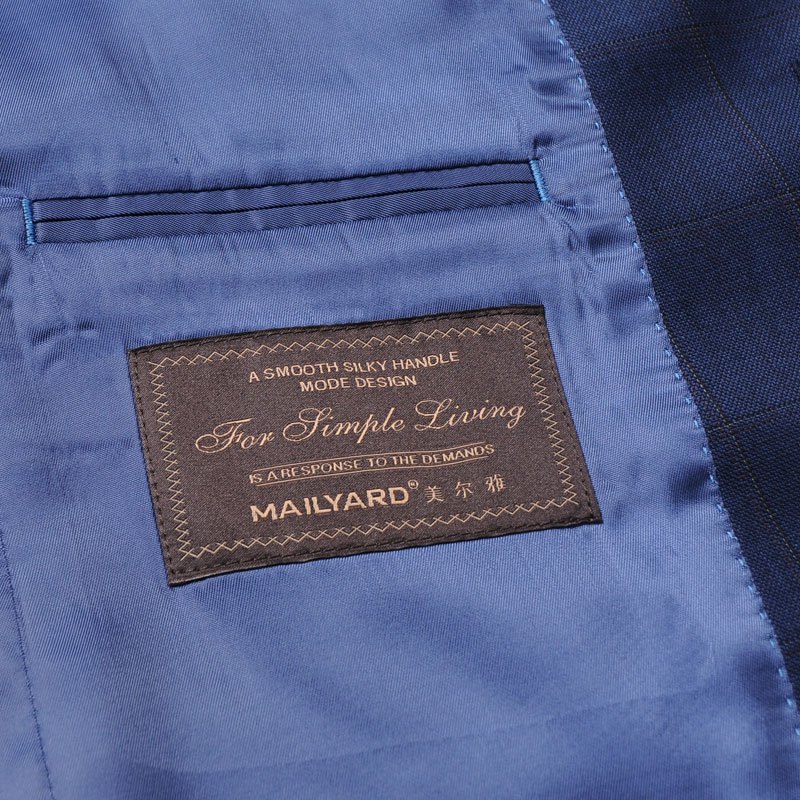 A SMOOTH SILKY HANDLE
MODE DESIGN
For Simple Living
IS A RESPONSE TO THE DEMANDS
MAILYARD® 美尔雅